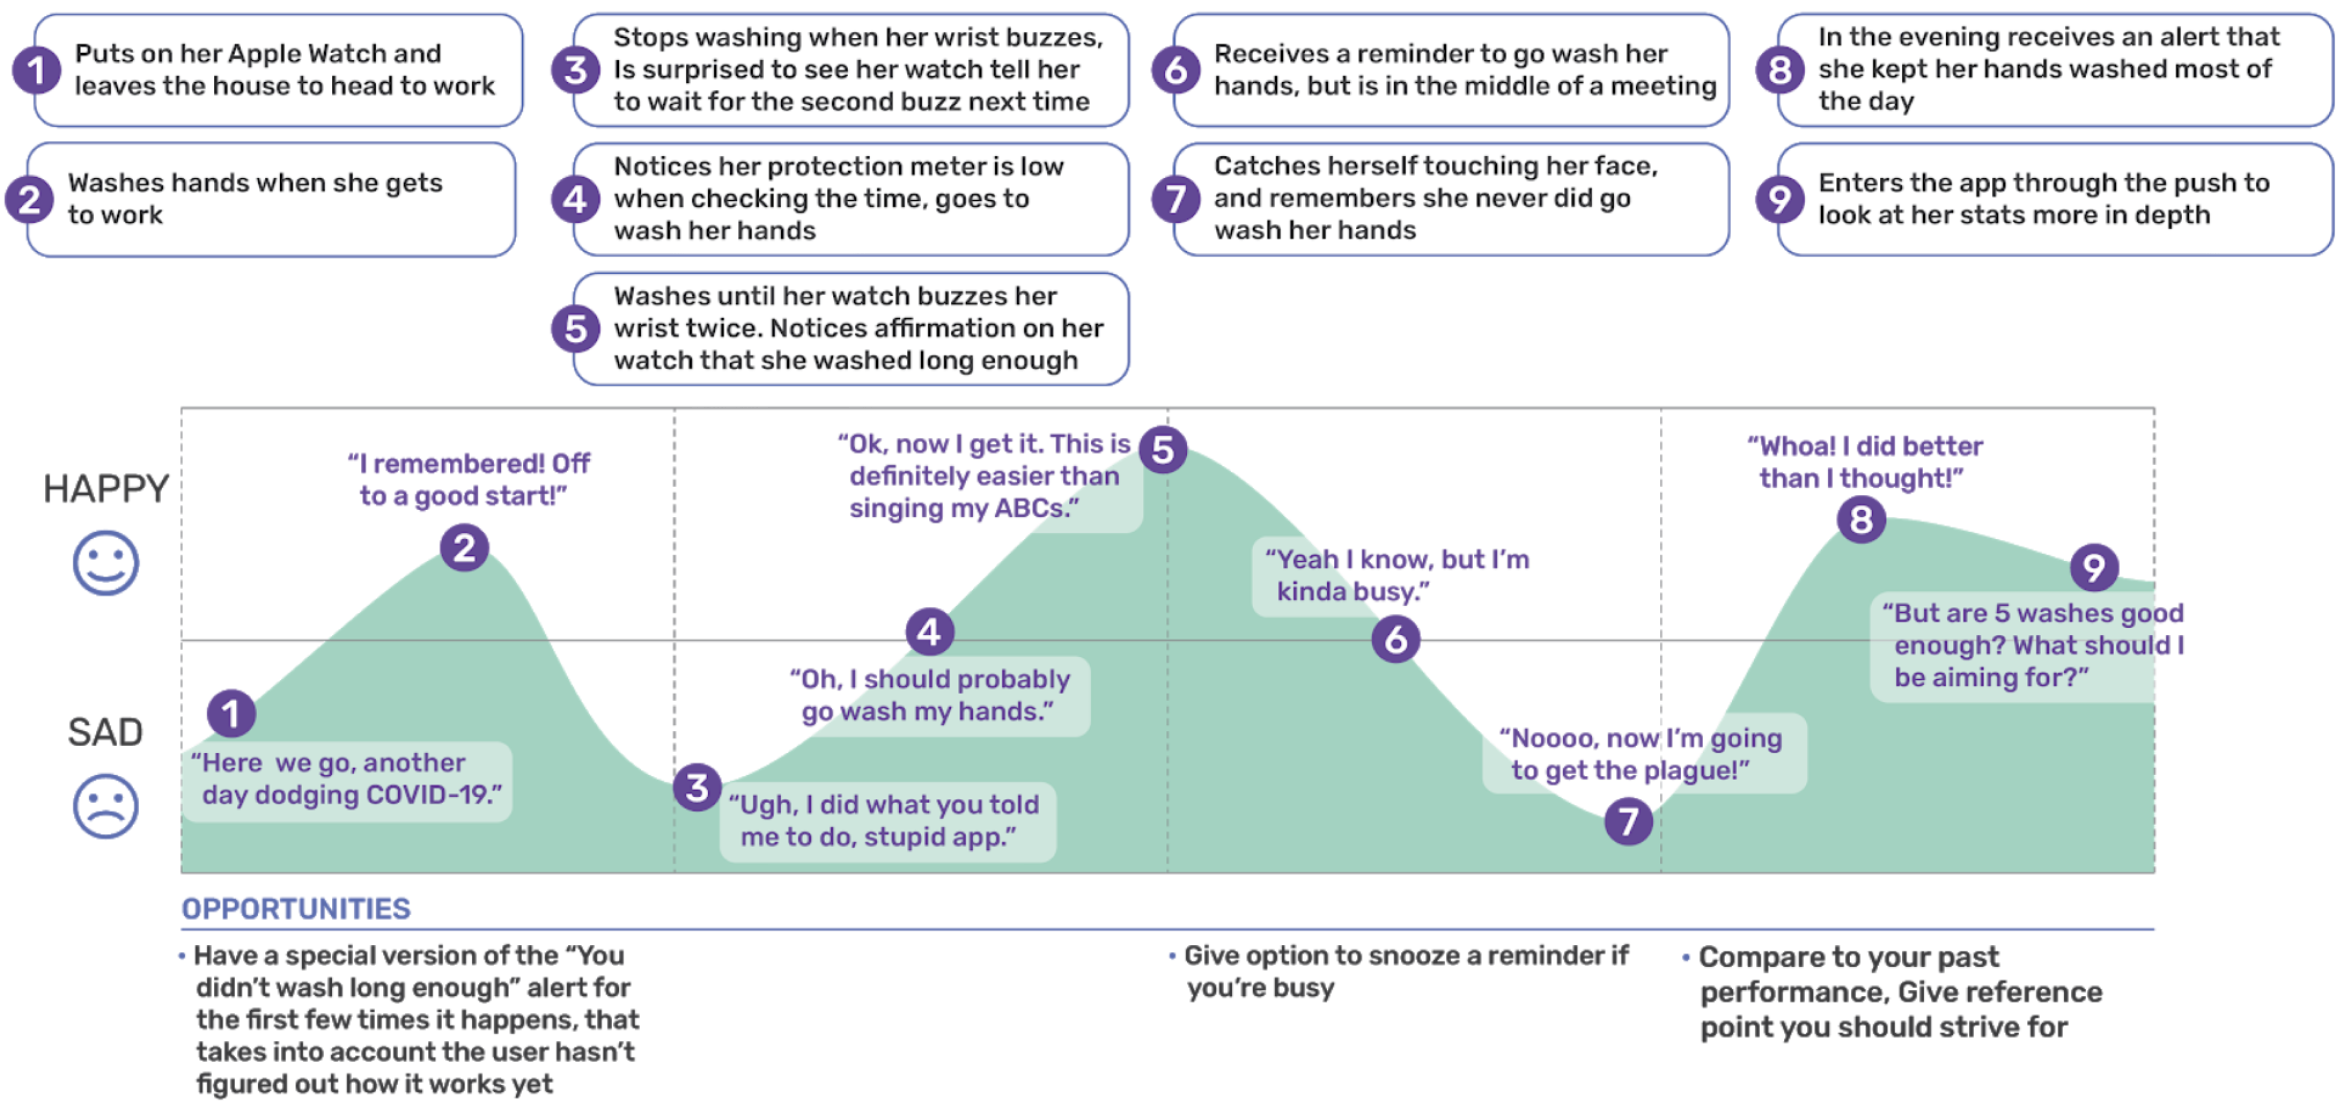 1
Puts on her Apple Watch and
leaves the house to head to work
2
Washes hands when she gets
to work
3
Stops washing when her wrist buzzes,
Is surprised to see her watch tell her
to wait for the second buzz next time
4
Notices her protection meter is low
when checking the time, goes to
wash her hands
5
Washes until her watch buzzes her
wrist twice. Notices affirmation on her
watch that she washed long enough
6
Receives a reminder to go wash her
hands, but is in the middle of a meeting
7
Catches herself touching her face,
and remembers she never did go
wash her hands
8
In the evening receives an alert that
she kept her hands washed most of
the day
9
Enters the app through the push to
look at her stats more in depth
HAPPY
SAD
1
“Here we go, another
day dodging COVID-19.”
“I remembered! Off
to a good start!”
2
3
“Ugh, I did what you told
me to do, stupid app.”
4
“Oh, I should probably
go wash my hands.”
“Ok, now I get it. This is
definitely easier than
singing my ABCs.”
5
“Yeah I know, but I’m
kinda busy.”
6
“Noooo, now I’m going
to get the plague!”
7
“Whoa! I did better
than I thought!”
8
9
“But are 5 washes good
enough? What should I
be aiming for?”
OPPORTUNITIES
• Have a special version of the “You
didn’t wash long enough” alert for
the first few times it happens, that
takes into account the user hasn’t
figured out how it works yet
• Give option to snooze a reminder if
you’re busy
• Compare to your past
performance, Give reference
point you should strive for